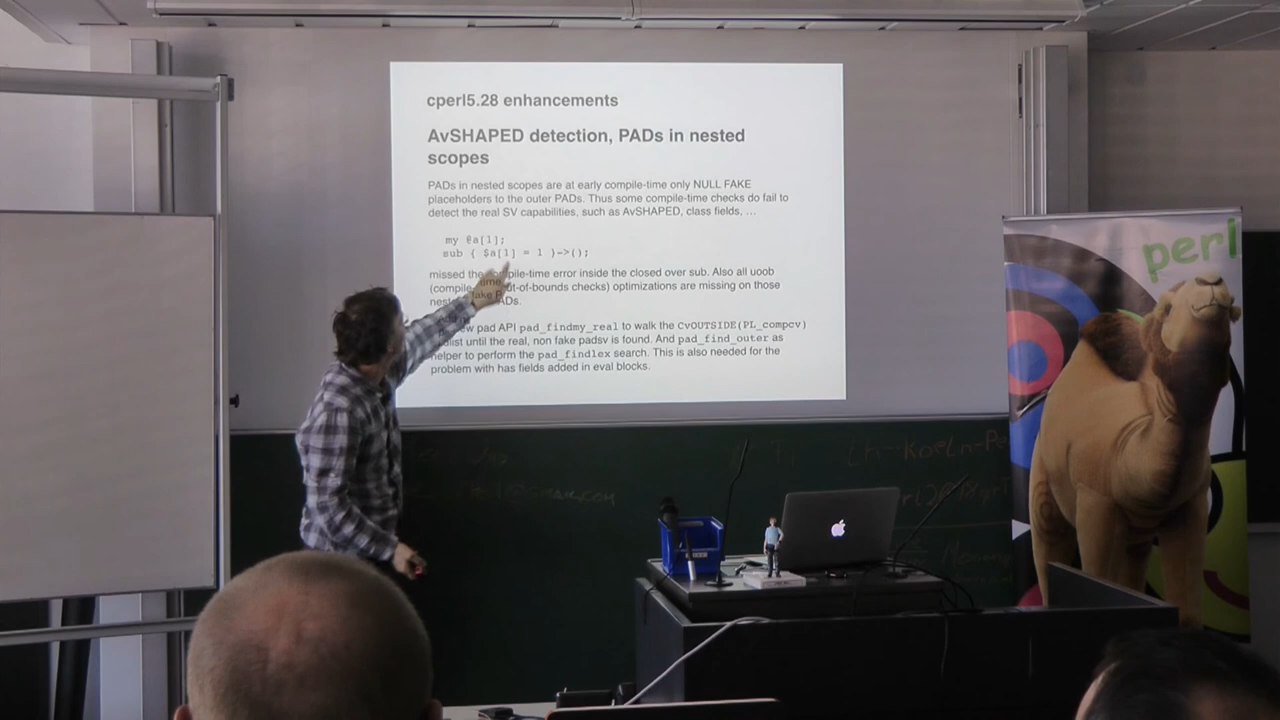 cperl5.28 enhancements
AvSHAPED detection, PADs in nested
scopes
PADs in nested scopes are at early compile-time only NULL FAKE
placeholders to the outer PADs. Thus some compile-time checks do fail to
detect the real SV capabilities, such as AvSHAPED, class fields, …
my @a[1];
sub { $a[1] = 1 }->();
missed the compile-time error inside the closed over sub. Also all uoob
time
(compile- out-of-bounds checks) optimizations are missing on those
fake
pad API pad_findmy_real to walk the CvOUTSIDE(PL_compcv)
until the real, non fake padsv is found. And pad_find_outer as
helper to perform the pad_findlex search. This is also needed for the
problem with has fields added in eval blocks.
perl